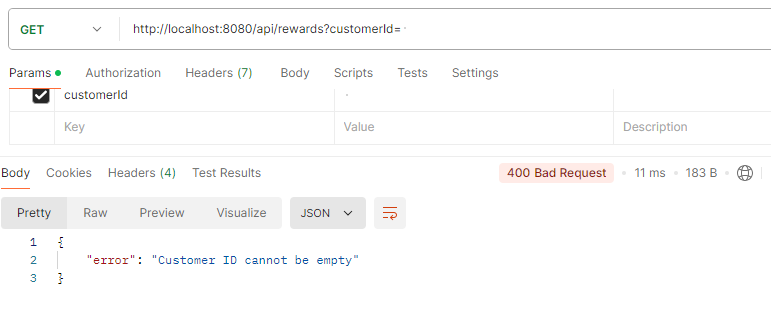 GET http://localhost:8080/api/rewards?customerId=
Params Authorization Headers (7) Body Scripts Tests Settings
customerId
Key Value Description
Body Cookies Headers (4) Test Results 400 Bad Request • 11 ms • 183 B
Pretty Raw Preview Visualize JSON
1 {
2 "error": "Customer ID cannot be empty"
3 }